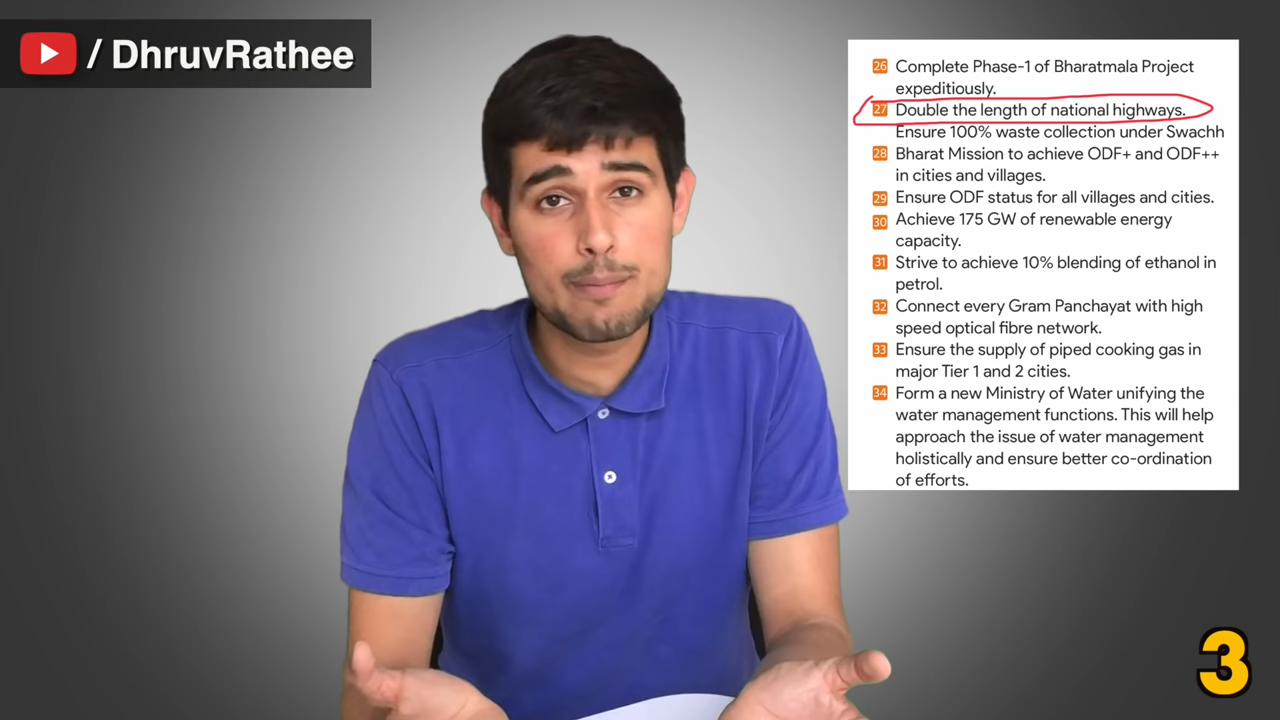 / DhruvRathee
26 Complete Phase-1 of Bharatmala Project
expeditiously.
27 Double the length of national highways.
Ensure 100% waste collection under Swachh
28 Bharat Mission to achieve ODF+ and ODF++
in cities and villages.
29 Ensure ODF status for all villages and cities.
30 Achieve 175 GW of renewable energy
capacity.
31 Strive to achieve 10% blending of ethanol in
petrol.
32 Connect every Gram Panchayat with high
speed optical fibre network.
33 Ensure the supply of piped cooking gas in
major Tier 1 and 2 cities.
34 Form a new Ministry of Water unifying the
water management functions. This will help
approach the issue of water management
holistically and ensure better co-ordination
of efforts.
3